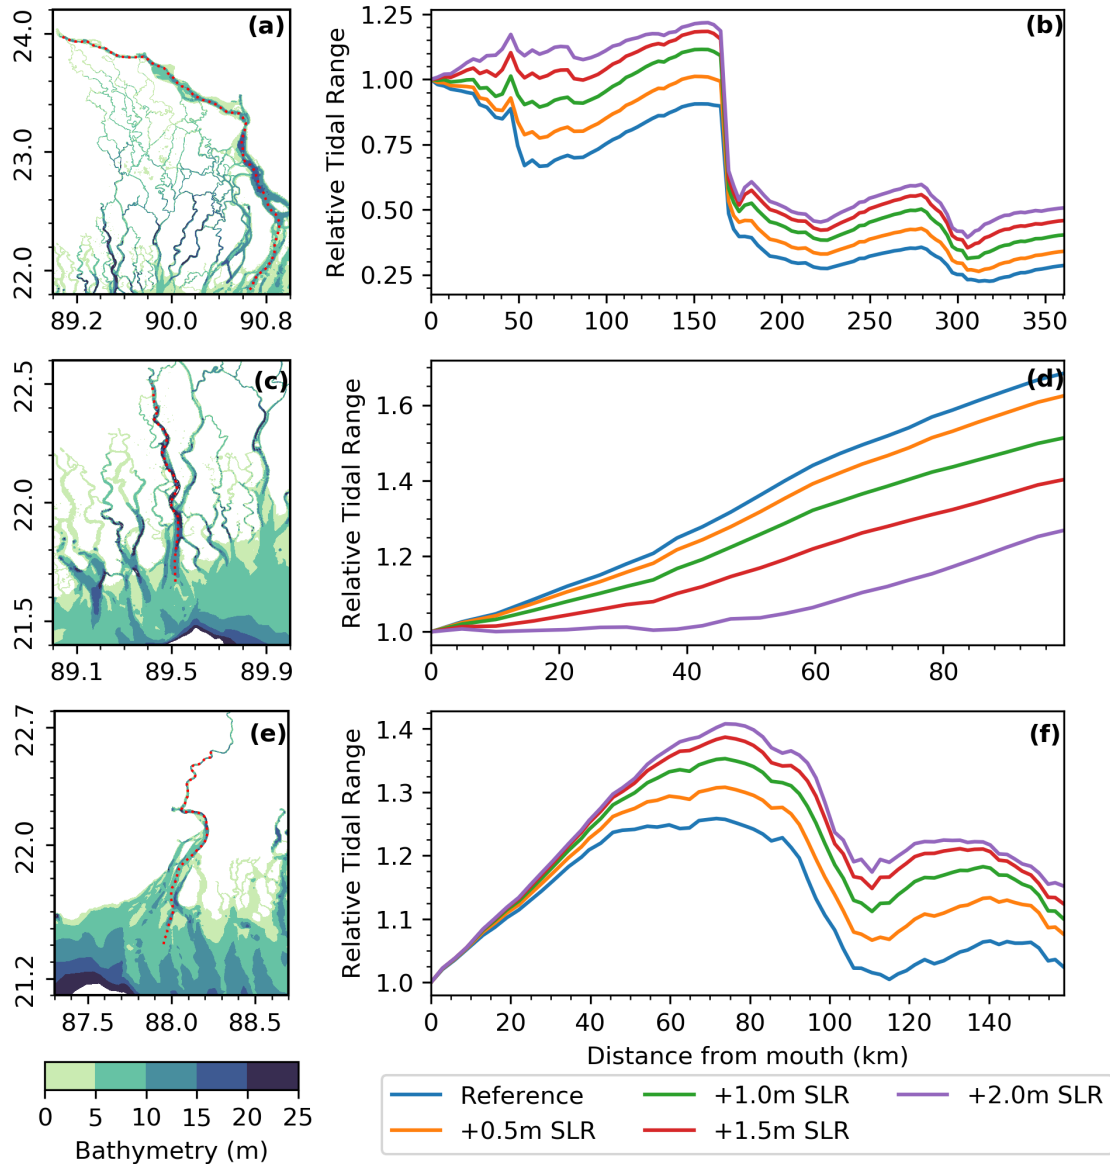 (a)
24.0
23.0
22.0
89.2 90.0 90.8
(b)
Relative Tidal Range
1.25
1.00
0.75
0.50
0.25
0 50 100 150 200 250 300 350
(c)
22.5
22.0
21.5
89.1 89.5 89.9
(d)
Relative Tidal Range
1.6
1.4
1.2
1.0
0 20 40 60 80
(e)
22.7
22.0
21.2
87.5 88.0 88.5
(f)
Relative Tidal Range
1.4
1.3
1.2
1.1
1.0
0 20 40 60 80 100 120 140
Distance from mouth (km)
0 5 10 15 20 25
Bathymetry (m)
Reference +1.0m SLR +2.0m SLR
+0.5m SLR +1.5m SLR